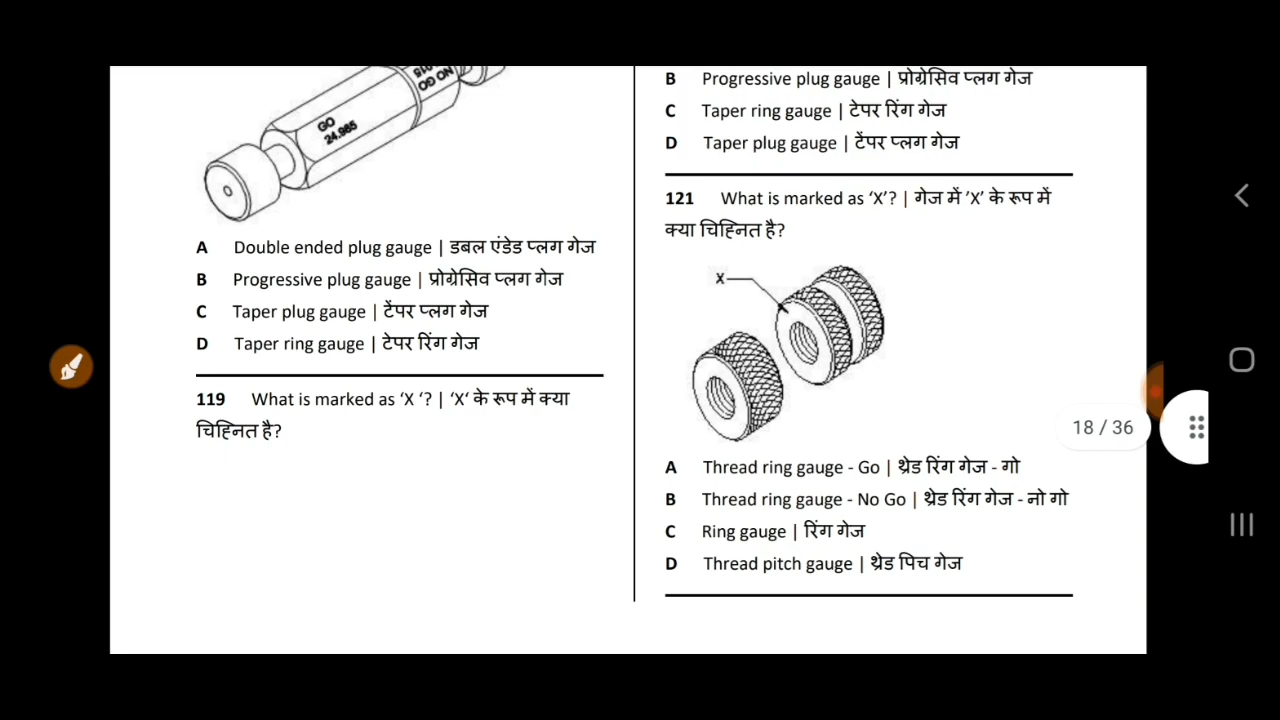 GO
24.985
NO GO
A Double ended plug gauge | डबल एंडेड प्लग गेज
B Progressive plug gauge | प्रोग्रेसिव प्लग गेज
C Taper plug gauge | टेंपर प्लग गेज
D Taper ring gauge | टेपर रिंग गेज
119 What is marked as ‘X ‘? | ‘X‘ के रूप में क्या
चिह्नित है?
B Progressive plug gauge | प्रोग्रेसिव प्लग गेज
C Taper ring gauge | टेपर रिंग गेज
D Taper plug gauge | टेंपर प्लग गेज
121 What is marked as ‘X’? | गेज में ’X’ के रूप में
क्या चिह्नित है?
X
A Thread ring gauge - Go | थ्रेड रिंग गेज - गो
B Thread ring gauge - No Go | थ्रेड रिंग गेज - नो गो
C Ring gauge | रिंग गेज
D Thread pitch gauge | थ्रेड पिच गेज
18 / 36